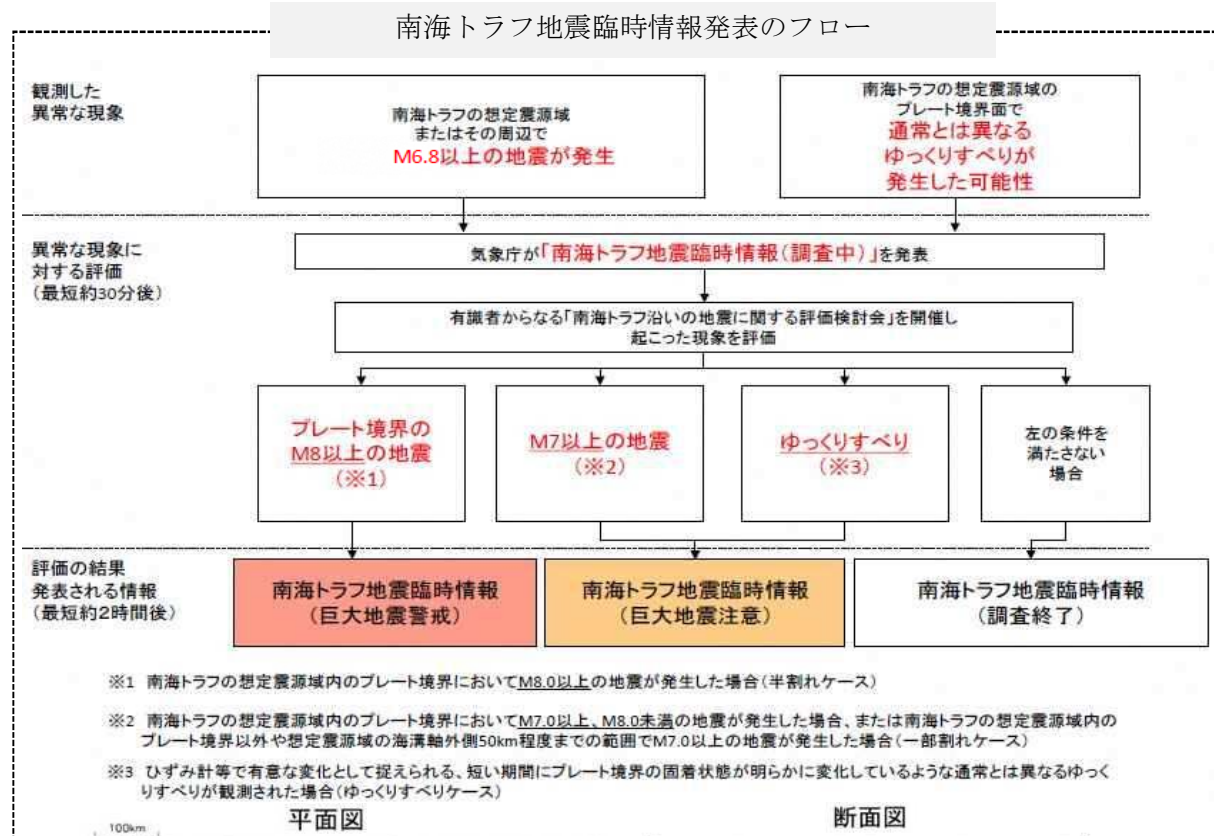 南海トラフ地震臨時情報発表のフロー
観測した
異常な現象
南海トラフの想定震源域
またはその周辺で
M6.8以上の地震が発生
南海トラフの想定震源域の
プレート境界面で
通常とは異なる
ゆっくりすべりが
発生した可能性
異常な現象に
対する評価
(最短約30分後)
気象庁が「南海トラフ地震臨時情報(調査中)」を発表
有識者からなる「南海トラフ沿いの地震に関する評価検討会」を開催し
起こった現象を評価
プレート境界の
M8以上の地震
(※1)
M7以上の地震
(※2)
ゆっくりすべり
(※3)
左の条件を
満たさない
場合
評価の結果
発表される情報
(最短約2時間後)
南海トラフ地震臨時情報
(巨大地震警戒)
南海トラフ地震臨時情報
(巨大地震注意)
南海トラフ地震臨時情報
(調査終了)
※1 南海トラフの想定震源域内のプレート境界においてM8.0以上の地震が発生した場合(半割れケース)
※2 南海トラフの想定震源域内のプレート境界においてM7.0以上、M8.0未満の地震が発生した場合、または南海トラフの想定震源域内の
プレート境界以外や想定震源域の海溝軸外側50km程度までの範囲でM7.0以上の地震が発生した場合(一部割れケース)
※3 ひずみ計等で有意な変化として捉えられる、短い期間にプレート境界の固着状態が明らかに変化しているような通常とは異なるゆっく
りすべりが観測された場合(ゆっくりすべりケース)
平面図
断面図
100km